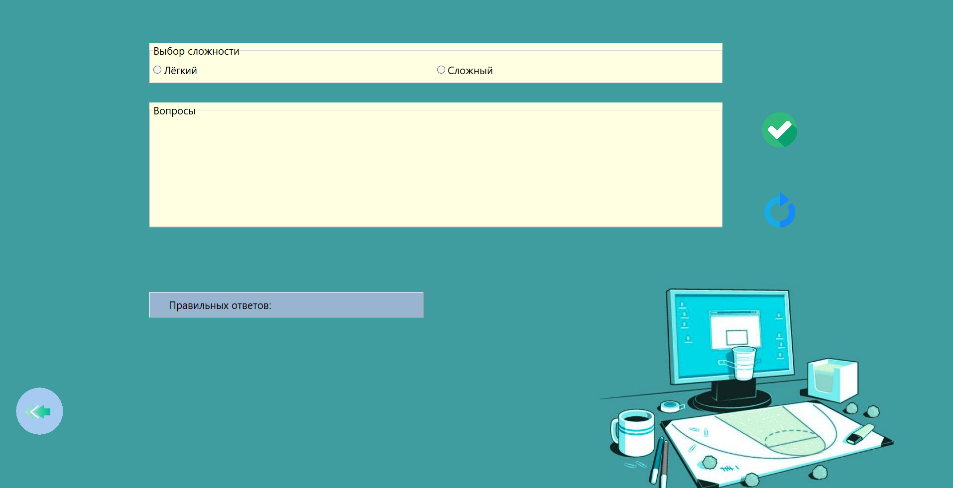 Выбор сложности
Лёгкий
Сложный
Вопросы
Правильных ответов: